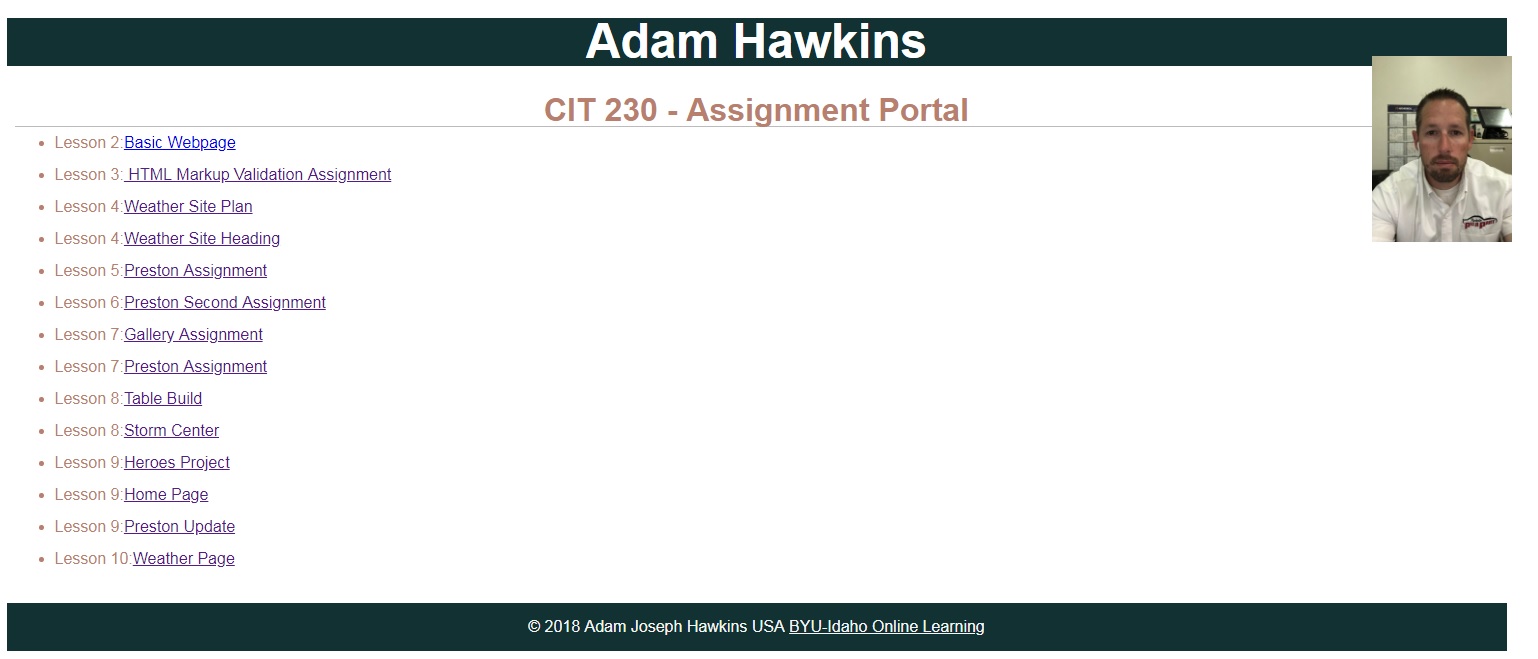 Adam Hawkins
CIT 230 - Assignment Portal
Lesson 2:Basic Webpage
Lesson 3: HTML Markup Validation Assignment
Lesson 4:Weather Site Plan
Lesson 4:Weather Site Heading
Lesson 5:Preston Assignment
Lesson 6:Preston Second Assignment
Lesson 7:Gallery Assignment
Lesson 7:Preston Assignment
Lesson 8:Table Build
Lesson 8:Storm Center
Lesson 9:Heroes Project
Lesson 9:Home Page
Lesson 9:Preston Update
Lesson 10:Weather Page
© 2018 Adam Joseph Hawkins USA BYU-Idaho Online Learning